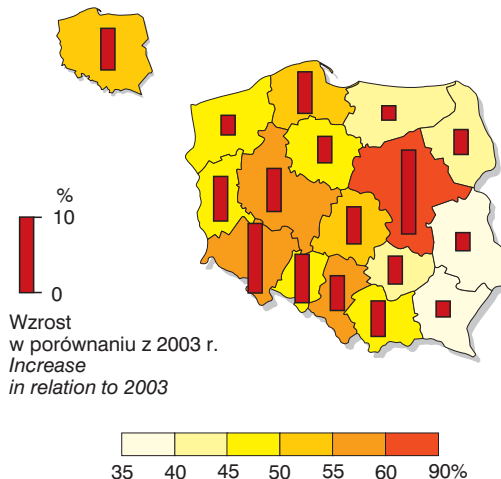 %
10
0
Wzrost
w porównaniu z 2003 r.
Increase
in relation to 2003
35 40 45 50 55 60 90%